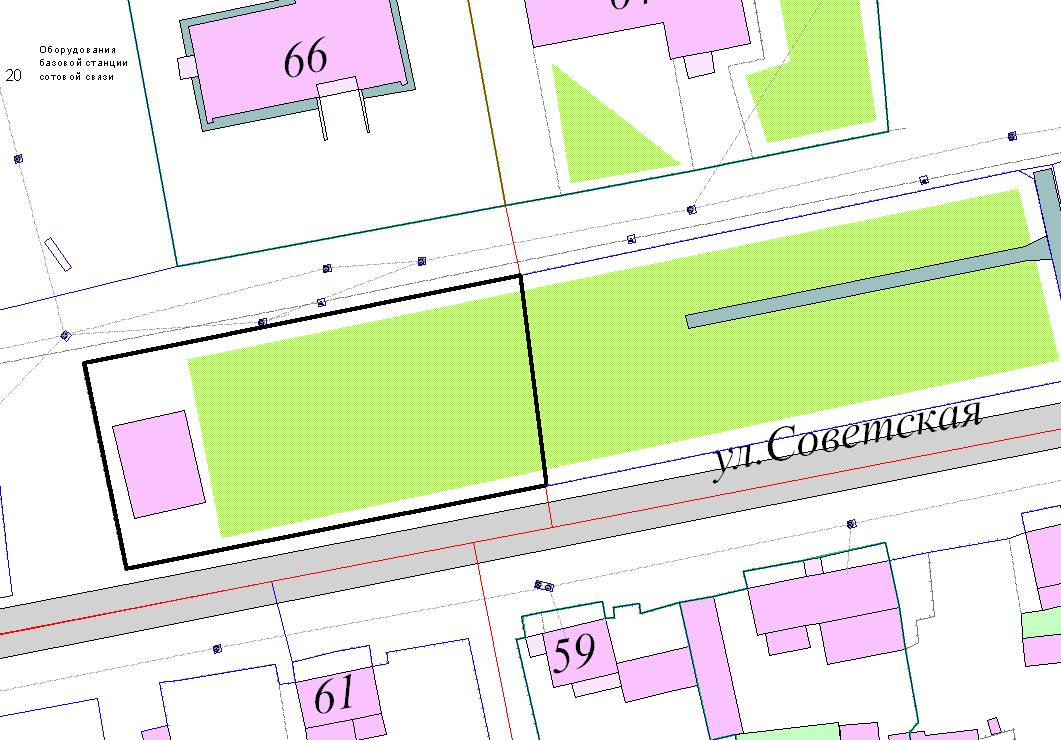 66
Оборудования
базовой станции
сотовой связи
20
ул.Советская
59
61